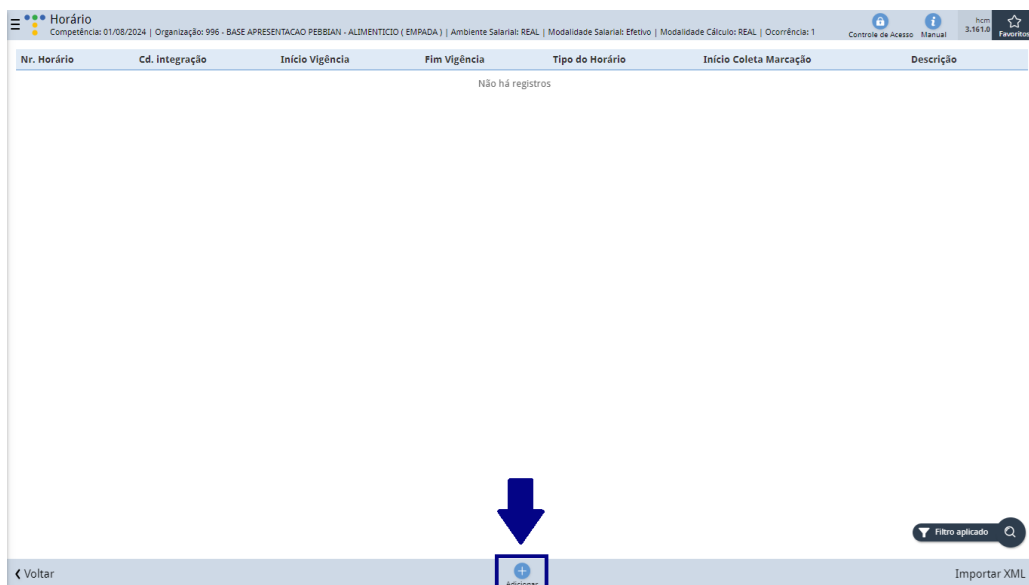 Horário
Competência: 01/08/2024 | Organização: 996 - BASE APRESENTACAO PEBBIAN - ALIMENTICIO ( EMPADA ) | Ambiente Salarial: REAL | Modalidade Salarial: Efetivo | Modalidade Cálculo: REAL | Ocorrência: 1
Controle de Acesso
Manual
hcm
3.161.0
Favoritos
Nr. Horário Cd. integração Início Vigência Fim Vigência Tipo do Horário Início Coleta Marcação Descrição
Não há registros
Filtro aplicado
Voltar
Adicionar
Importar XML